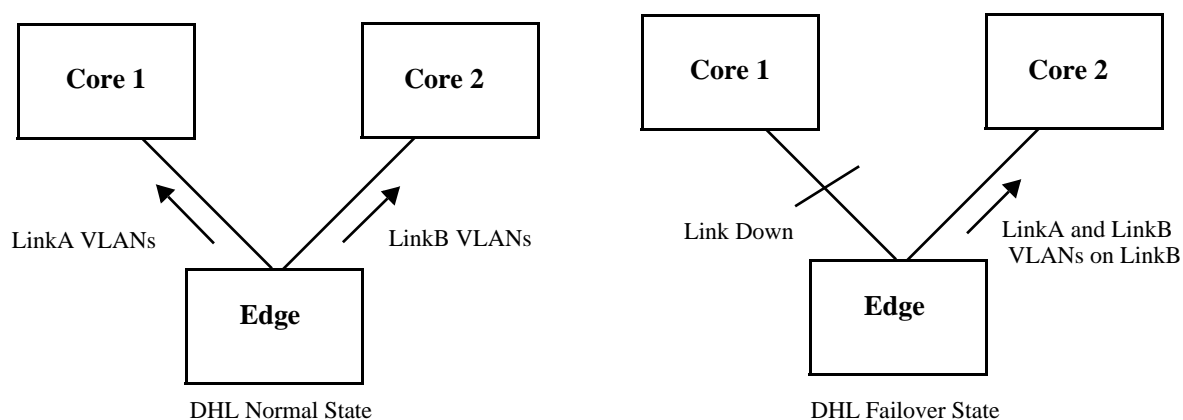 Core 1
Core 2
LinkA VLANs
LinkB VLANs
Edge
DHL Normal State
Core 1
Core 2
Link Down
LinkA and LinkB
VLANs on LinkB
Edge
DHL Failover State